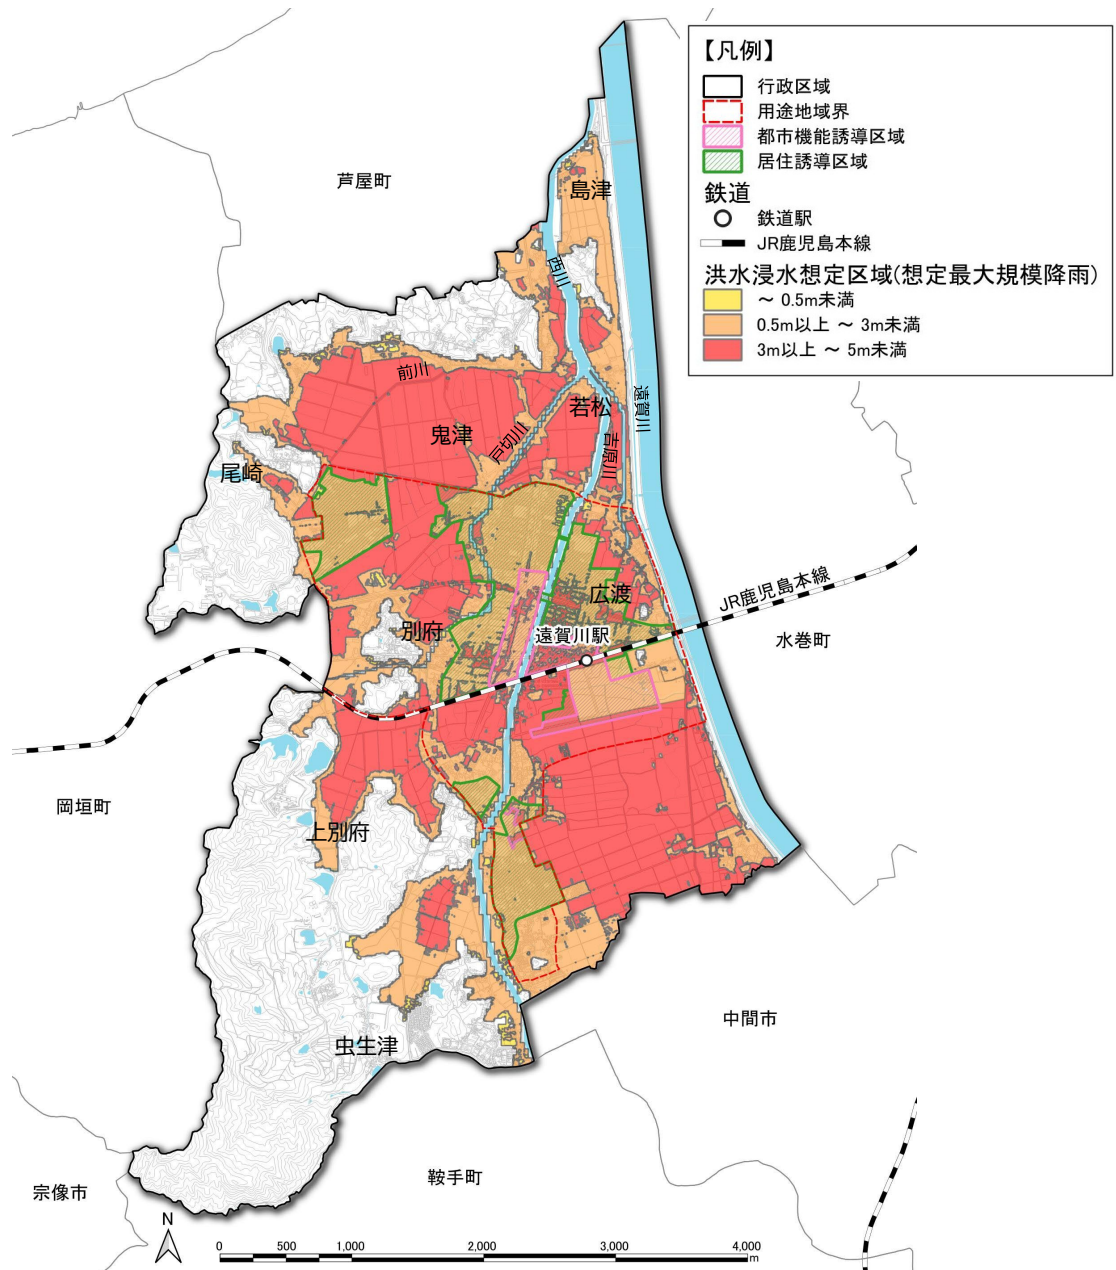 【凡例】
行政区域
用途地域界
都市機能誘導区域
居住誘導区域
鉄道
鉄道駅
JR鹿児島本線
洪水浸水想定区域(想定最大規模降雨)
～ 0.5m未満
0.5m以上 ～ 3m未満
3m以上 ～ 5m未満
芦屋町
島津
西川
前川
遠賀川
若松
鬼津
戸切川
吉原川
尾崎
JR鹿児島本線
広渡
別府
遠賀川駅
水巻町
岡垣町
上別府
中間市
虫生津
鞍手町
宗像市
N
0 500 1,000 2,000 3,000 4,000
m